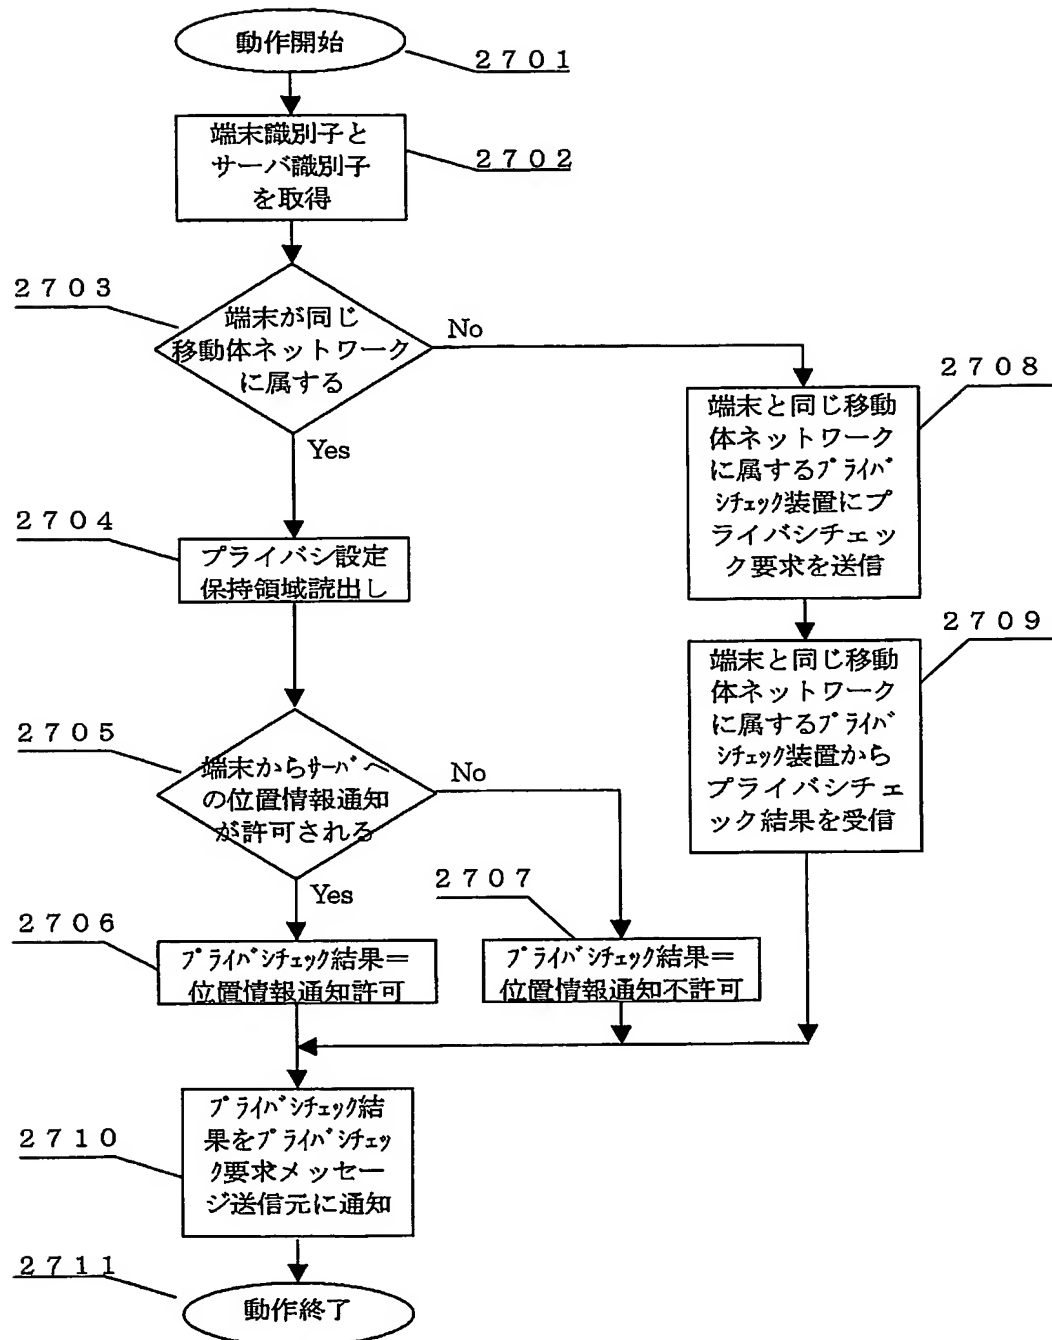 動作開始
2701
端末識別子と
サーバ識別子
を取得
2702
2703
端末が同じ
移動体ネットワーク
に属する
No
Yes
2708
端末と同じ移動
体ネットワーク
に属するﾌﾟﾗｲﾊﾞ
ｼﾁｪｯｸ装置にプ
ライバシチェッ
ク要求を送信
2704
プライバシ設定
保持領域読出し
2709
端末と同じ移動
体ネットワーク
に属するﾌﾟﾗｲﾊﾞ
ｼﾁｪｯｸ装置から
プライバシチェ
ック結果を受信
2705
端末からｻｰﾊﾞへ
の位置情報通知
が許可される
No
Yes
2706
ﾌﾟﾗｲﾊﾞｼﾁｪｯｸ結果＝
位置情報通知許可
2707
ﾌﾟﾗｲﾊﾞｼﾁｪｯｸ結果＝
位置情報通知不許可
2710
ﾌﾟﾗｲﾊﾞｼﾁｪｯｸ結
果をﾌﾟﾗｲﾊﾞｼﾁｪｯ
ｸ要求メッセー
ジ送信元に通知
2711
動作終了